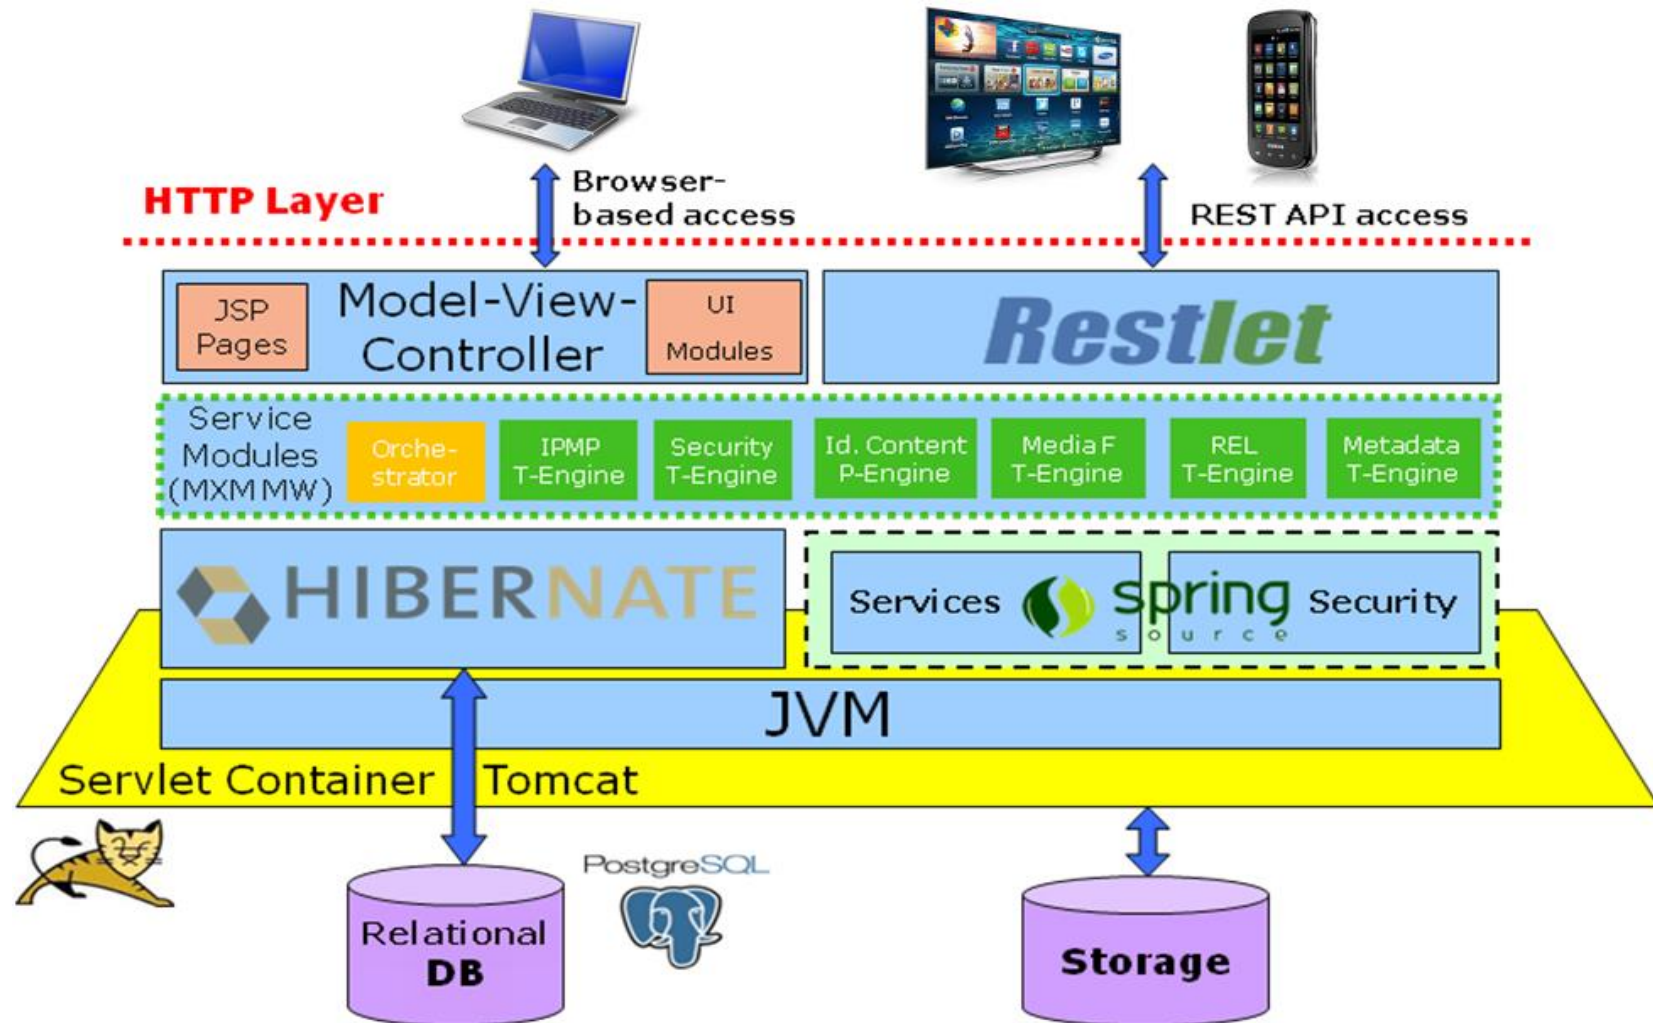 HTTP Layer
Browser-
based access
REST API access
JSP
Pages
Model-View-
Controller
UI
Modules
Restlet
Service
Modules
(MXM MW)
Orche-
strator
IPMP
T-Engine
Security
T-Engine
Id. Content
P-Engine
Media F
T-Engine
REL
T-Engine
Metadata
T-Engine
HIBERNATE
Services
spring
source
Security
JVM
Servlet Container
Tomcat
PostgreSQL
Relational
DB
Storage